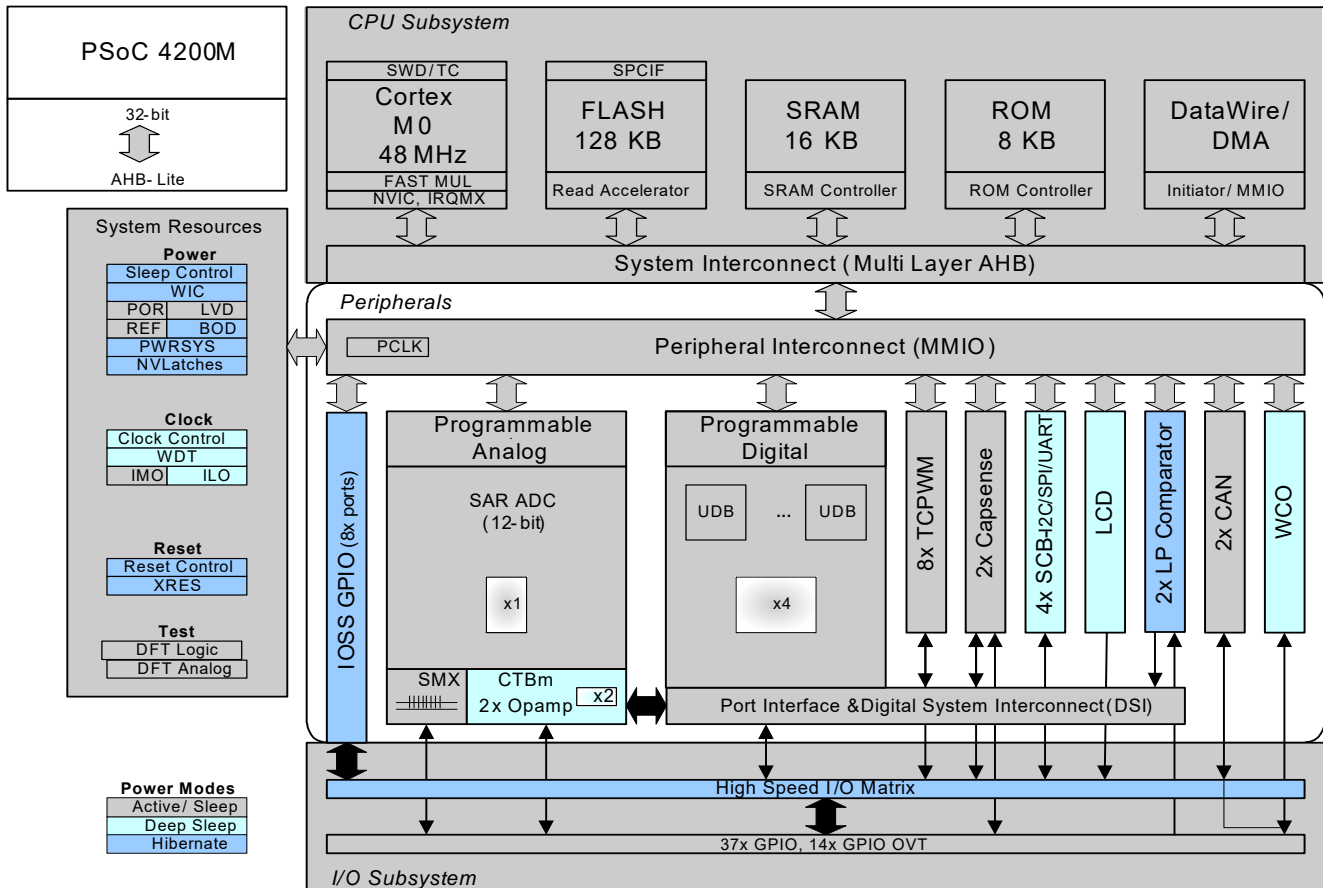 PSoC 4200M
32-bit
AHB- Lite
CPU Subsystem
SWD/TC
Cortex
M0
48 MHz
FAST MUL
NVIC, IRQMX
SPCIF
FLASH
128 KB
Read Accelerator
SRAM
16 KB
SRAM Controller
ROM
8 KB
ROM Controller
DataWire/
DMA
Initiator/ MMIO
System Interconnect (Multi Layer AHB)
System Resources
Power
Sleep Control
WIC
POR LVD
REF BOD
PWRSYS
NVLatches
Clock
Clock Control
WDT
IMO ILO
Reset
Reset Control
XRES
Test
DFT Logic
DFT Analog
Peripherals
PCLK
Peripheral Interconnect (MMIO)
IOSS GPIO (8x ports)
Programmable
Analog
SAR ADC
(12-bit)
x1
SMX
CTBm
2x Opamp
x2
Programmable
Digital
UDB ... UDB
x4
Port Interface &Digital System Interconnect(DSI)
8x TCPWM
2x Capsense
4x SCB-I2C/SPI/UART
LCD
2x LP Comparator
2x CAN
WCO
Power Modes
Active/ Sleep
Deep Sleep
Hibernate
High Speed I/O Matrix
37x GPIO, 14x GPIO OVT
I/O Subsystem